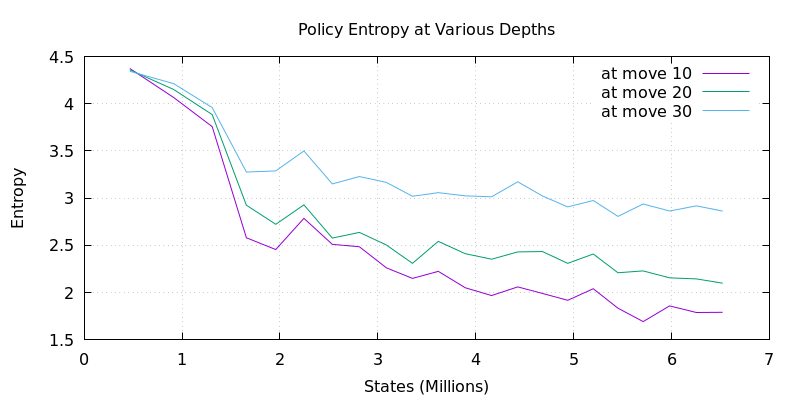 Policy Entropy at Various Depths
at move 10
at move 20
at move 30
Entropy
4.5
4
3.5
3
2.5
2
1.5
0 1 2 3 4 5 6 7
States (Millions)